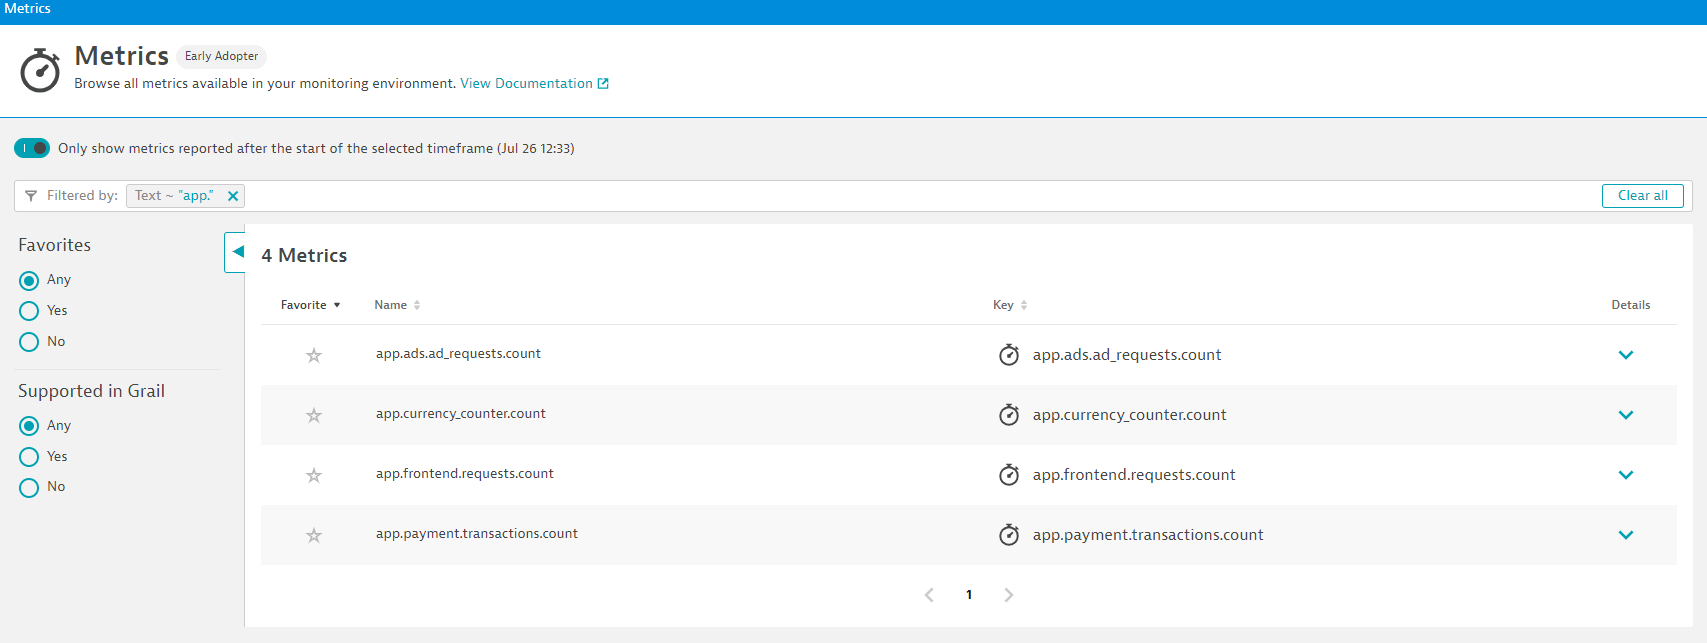 Metrics
Metrics Early Adopter
Browse all metrics available in your monitoring environment. View Documentation
Only show metrics reported after the start of the selected timeframe (Jul 26 12:33)
Filtered by: Text ~ "app." Clear all
Favorites
Any
Yes
No
Supported in Grail
Any
Yes
No
4 Metrics
Favorite Name Key Details
app.ads.ad_requests.count app.ads.ad_requests.count
app.currency_counter.count app.currency_counter.count
app.frontend.requests.count app.frontend.requests.count
app.payment.transactions.count app.payment.transactions.count
1